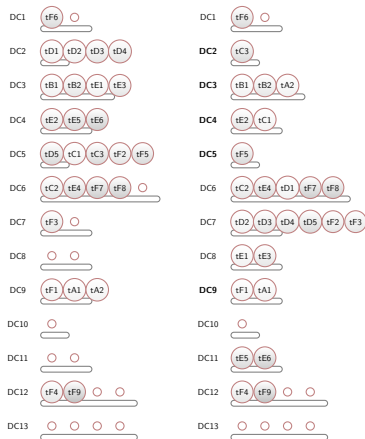 DC1 tF6 DC1 tF6
DC2 tD1 tD2 tD3 tD4 DC2 tC3
DC3 tB1 tB2 tE1 tE3 DC3 tB1 tB2 tA2
DC4 tE2 tE5 tE6 DC4 tE2 tC1
DC5 tD5 tC1 tC3 tF2 tF5 DC5 tF5
DC6 tC2 tE4 tF7 tF8 DC6 tC2 tE4 tD1 tF7 tF8
DC7 tF3 DC7 tD2 tD3 tD4 tD5 tF2 tF3
DC8 DC8 tE1 tE3
DC9 tF1 tA1 tA2 DC9 tF1 tA1
DC10 DC10
DC11 DC11 tE5 tE6
DC12 tF4 tF9 DC12 tF4 tF9
DC13 DC13